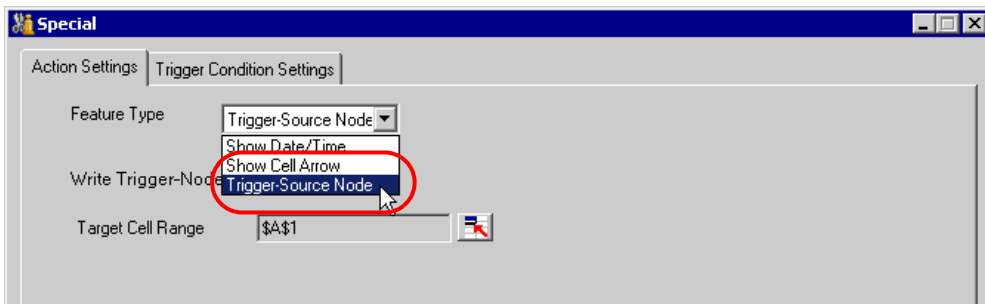 Special
Action Settings Trigger Condition Settings
Feature Type Trigger-Source Node
Show Date/Time
Show Cell Arrow
Write Trigger-Node Trigger-Source Node
Target Cell Range $A$1